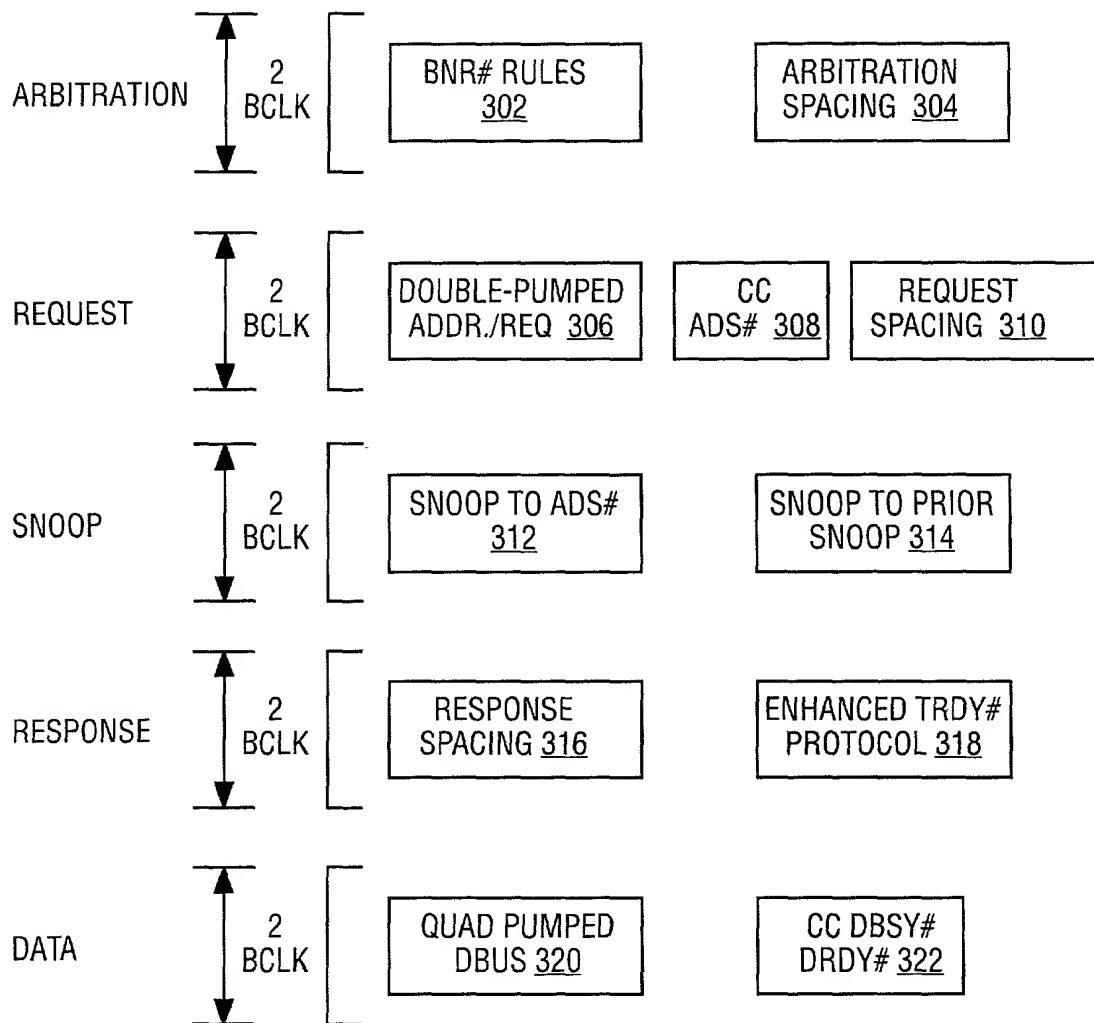 ARBITRATION
2
BCLK
BNR# RULES
302
ARBITRATION
SPACING 304
REQUEST
2
BCLK
DOUBLE-PUMPED
ADDR./REQ 306
CC
ADS# 308
REQUEST
SPACING 310
SNOOP
2
BCLK
SNOOP TO ADS#
312
SNOOP TO PRIOR
SNOOP 314
RESPONSE
2
BCLK
RESPONSE
SPACING 316
ENHANCED TRDY#
PROTOCOL 318
DATA
2
BCLK
QUAD PUMPED
DBUS 320
CC DBSY#
DRDY# 322